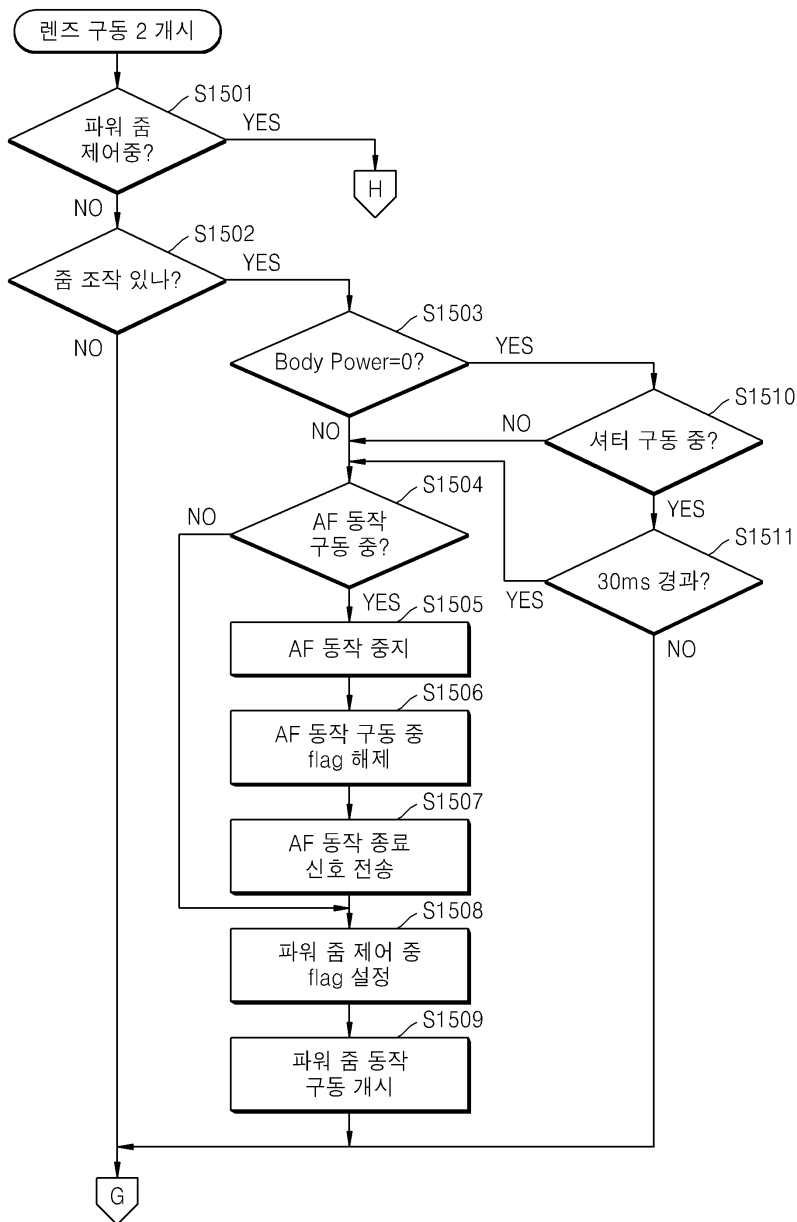 렌즈 구동 2 개시
S1501
파워 줌
제어중?
YES
H
NO
S1502
줌 조작 있나?
YES
NO
S1503
Body Power=0?
YES
NO
S1510
셔터 구동 중?
NO
YES
S1504
AF 동작
구동 중?
NO
YES
S1511
30ms 경과?
YES
NO
S1505
AF 동작 중지
S1506
AF 동작 구동 중
flag 해제
S1507
AF 동작 종료
신호 전송
S1508
파워 줌 제어 중
flag 설정
S1509
파워 줌 동작
구동 개시
G